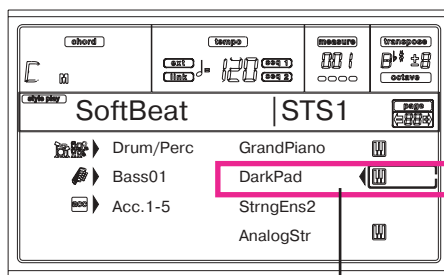 chord tempo measure transpose
C M ext link ♩= 120 seq 1 seq 2 001 B♭♯ ±8 octave
style play SoftBeat STS1 page
Drum/Perc GrandPiano M
Bass01 DarkPad M
acc Acc.1-5 StrngEns2
AnalogStr M